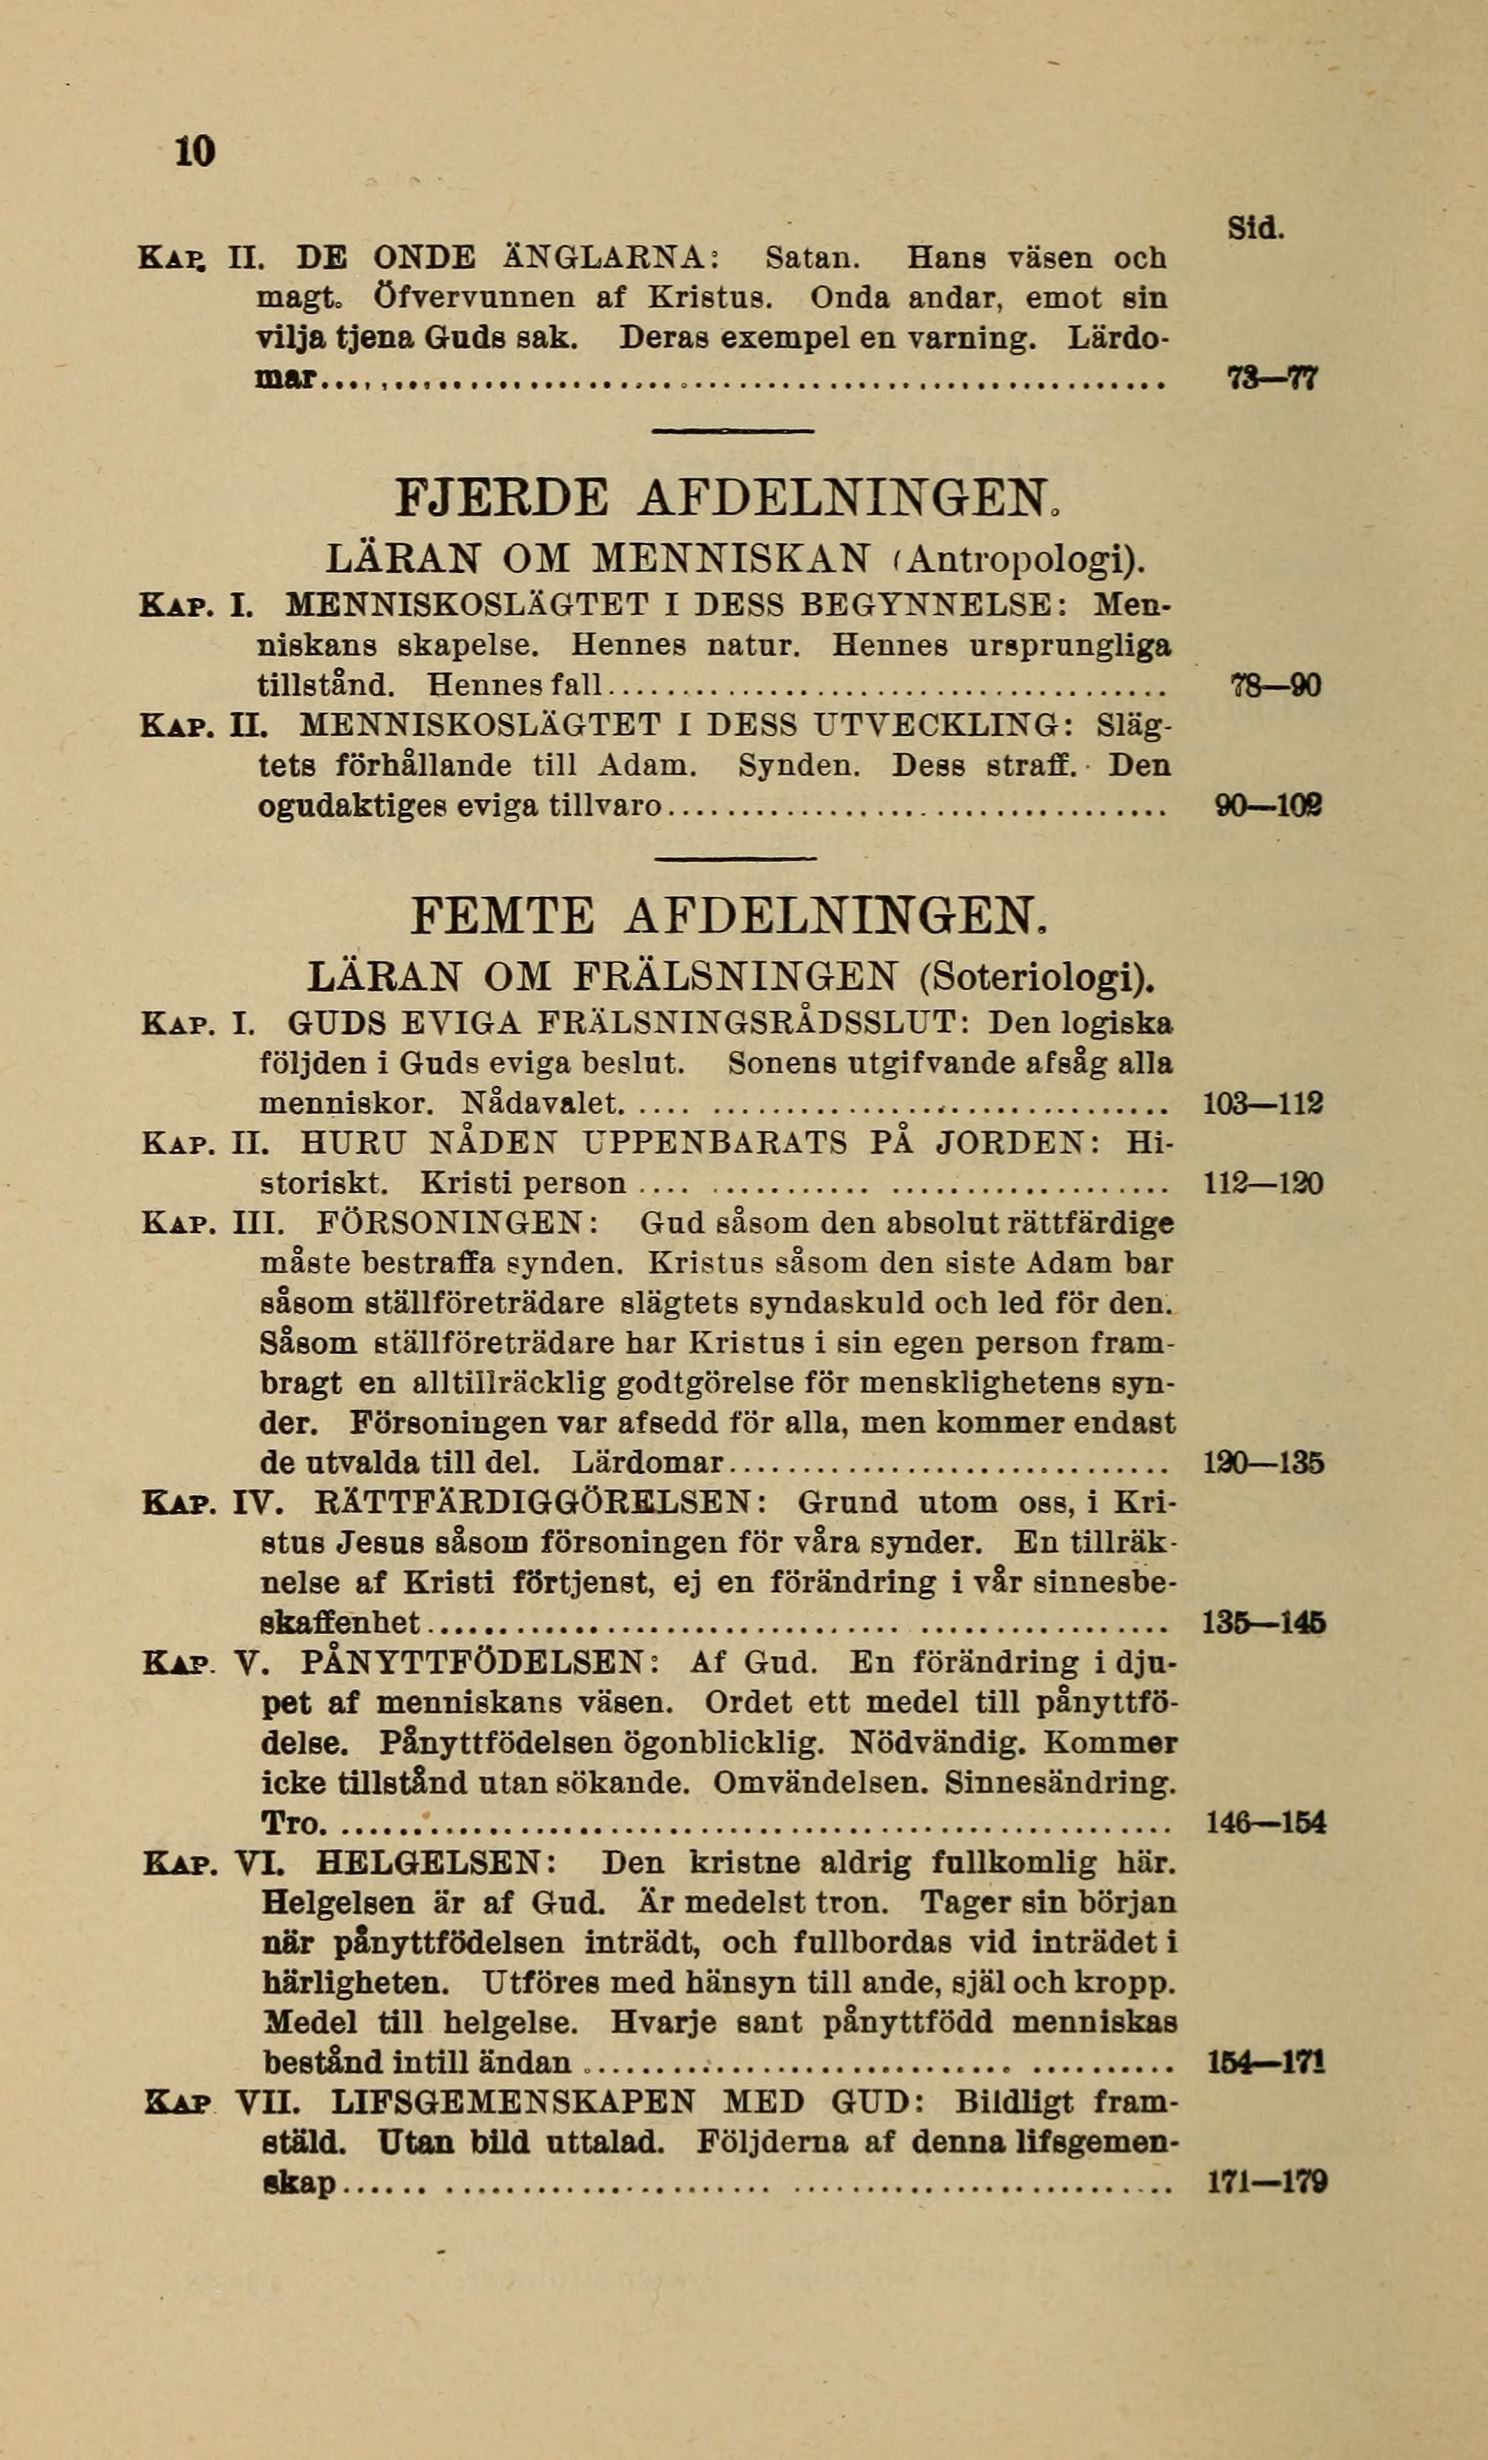 10
Sid.
KAP. II. DE ONDE ÄNGLARNA: Satan. Hans väsen och
magt. Öfvervunnen af Kristus. Onda andar, emot sin
vilja tjena Guds sak. Deras exempel en varning. Lärdo-
mar........................................ 73—77
FJERDE AFDELNINGEN.
LÄRAN OM MENNISKAN (Antropologi).
KAP. I. MENNISKOSLÄGTET I DESS BEGYNNELSE: Men-
niskans skapelse. Hennes natur. Hennes ursprungliga
tillstånd. Hennes fall........................................ 78—90
KAP. II. MENNISKOSLÄGTET I DESS UTVECKLING: Släg-
tets förhållande till Adam. Synden. Dess straff. Den
ogudaktiges eviga tillvaro........................................ 90—102
FEMTE AFDELNINGEN.
LÄRAN OM FRÄLSNINGEN (Soteriologi).
KAP. I. GUDS EVIGA FRÄLSNINGSRÅDSSLUT: Den logiska
följden i Guds eviga beslut. Sonens utgifvande afsåg alla
menniskor. Nådavalet........................................ 103—112
KAP. II. HURU NÅDEN UPPENBARATS PÅ JORDEN: Hi-
storiskt. Kristi person........................................ 112—120
KAP. III. FÖRSONINGEN: Gud såsom den absolut rättfärdige
måste bestraffa synden. Kristus såsom den siste Adam bar
såsom ställföreträdare slägtets syndaskuld och led för den.
Såsom ställföreträdare har Kristus i sin egen person fram-
bragt en alltillräcklig godtgörelse för mensklighetens syn-
der. Försoningen var afsedd för alla, men kommer endast
de utvalda till del. Lärdomar........................................ 120—135
KAP. IV. RÄTTFÄRDIGGÖRELSEN: Grund utom oss, i Kri-
stus Jesus såsom försoningen för våra synder. En tillräk-
nelse af Kristi förtjenst, ej en förändring i vår sinnesbe-
skaffenhet........................................ 135—145
KAP. V. PÅNYTTFÖDELSEN: Af Gud. En förändring i dju-
pet af menniskans väsen. Ordet ett medel till pånyttfö-
delse. Pånyttfödelsen ögonblicklig. Nödvändig. Kommer
icke tillstånd utan sökande. Omvändelsen. Sinnesändring.
Tro........................................ 146—154
KAP. VI. HELGELSEN: Den kristne aldrig fullkomlig här.
Helgelsen är af Gud. Är medelst tron. Tager sin början
när pånyttfödelsen inträdt, och fullbordas vid inträdet i
härligheten. Utföres med hänsyn till ande, själ och kropp.
Medel till helgelse. Hvarje sant pånyttfödd menniskas
bestånd intill ändan........................................ 154—171
KAP VII. LIFSGEMENSKAPEN MED GUD: Bildligt fram-
stäld. Utan bild uttalad. Följderna af denna lifsgemen-
skap........................................ 171—179